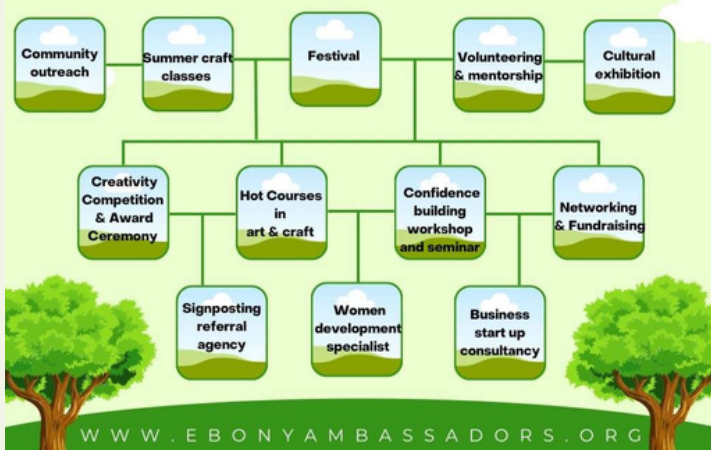 Community
outreach
Summer craft
classes
Festival
Volunteering
& mentorship
Cultural
exhibition
Creativity
Competition
& Award
Ceremony
Hot Courses
in
art & craft
Confidence
building
workshop
and seminar
Networking
& Fundraising
Signposting
referral
agency
Women
development
specialist
Business
start up
consultancy
WWW.EBONYAMBASSADORS.ORG